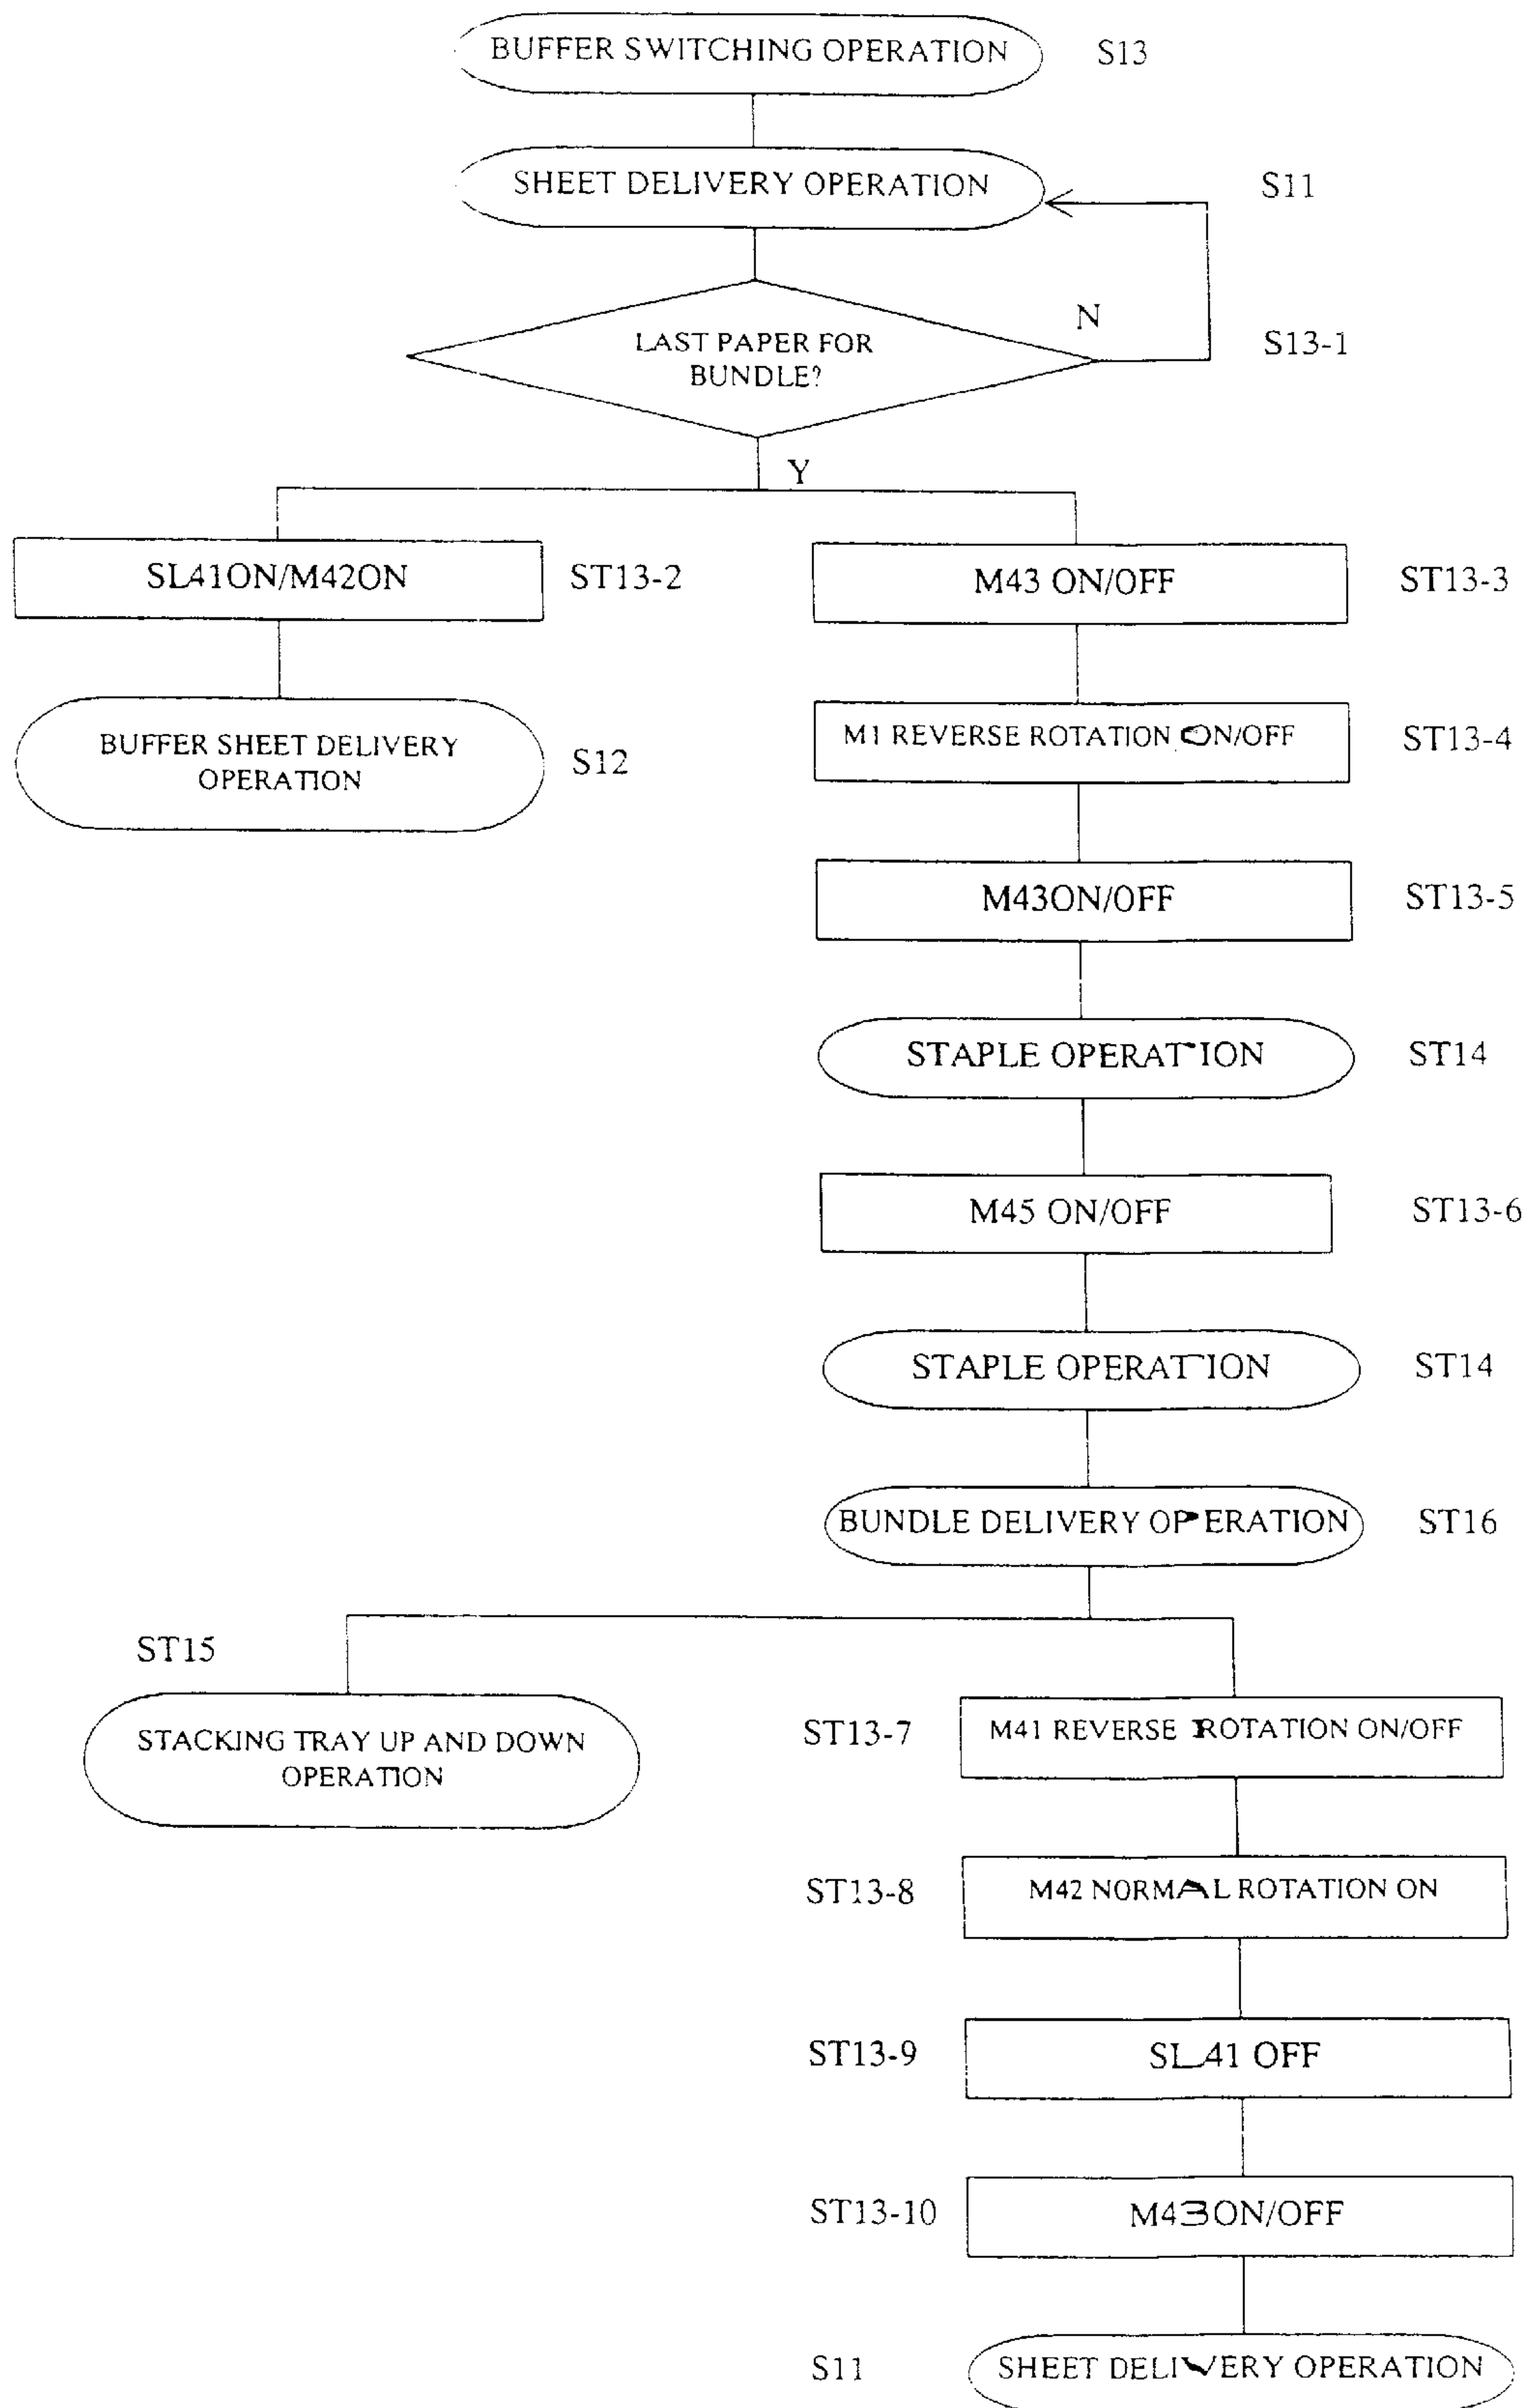 BUFFER SWITCHING OPERATION S13
SHEET DELIVERY OPERATION S11
N
LAST PAPER FOR
BUNDLE?
S13-1
Y
SL41ON/M42ON ST13-2
M43 ON/OFF ST13-3
BUFFER SHEET DELIVERY
OPERATION
S12
M1 REVERSE ROTATION ON/OFF ST13-4
M43ON/OFF ST13-5
STAPLE OPERATION ST14
M45 ON/OFF ST13-6
STAPLE OPERATION ST14
BUNDLE DELIVERY OPERATION ST16
ST15
STACKING TRAY UP AND DOWN
OPERATION
ST13-7 M41 REVERSE ROTATION ON/OFF
ST13-8 M42 NORMAL ROTATION ON
ST13-9 SL41 OFF
ST13-10 M43ON/OFF
S11 SHEET DELIVERY OPERATION